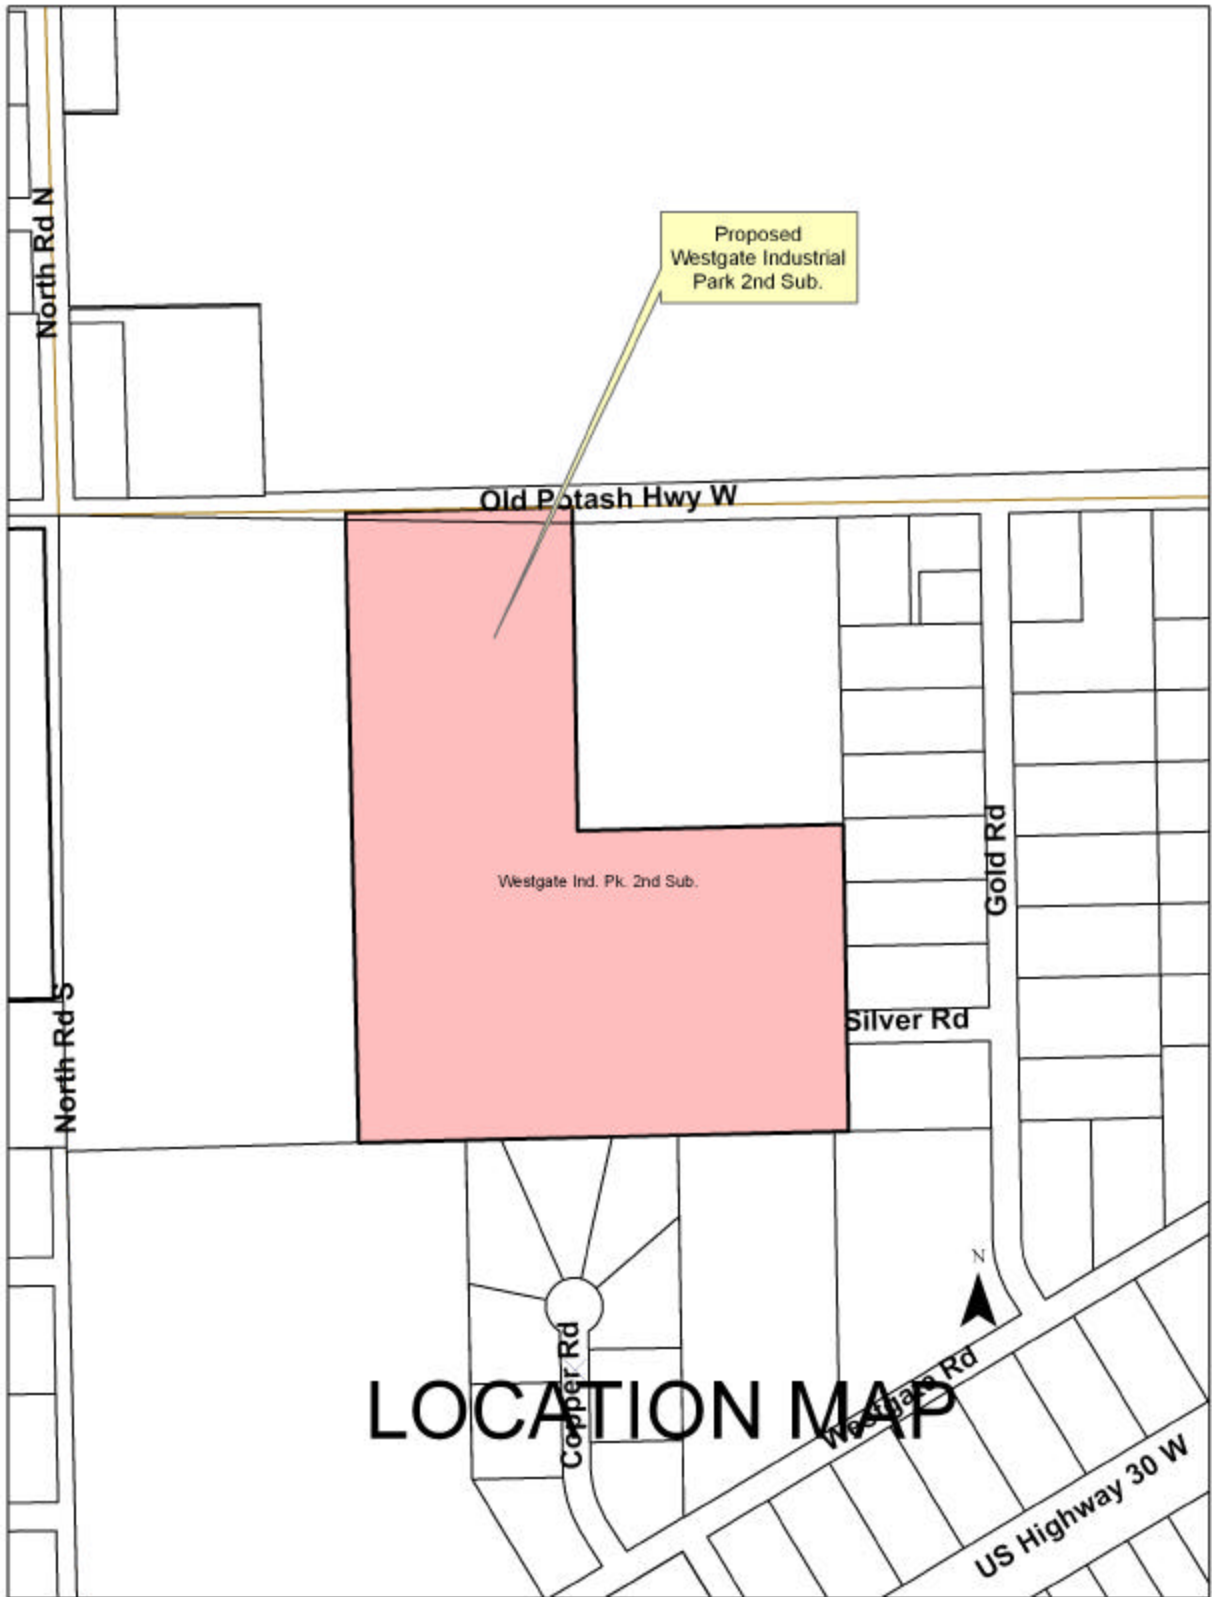 North Rd N
Proposed
Westgate Industrial
Park 2nd Sub.
Old Potash Hwy W
Gold Rd
Westgate Ind. Pk. 2nd Sub.
North Rd S
Silver Rd
N
Copper Rd
Westgate Rd
LOCATION MAP
US Highway 30 W